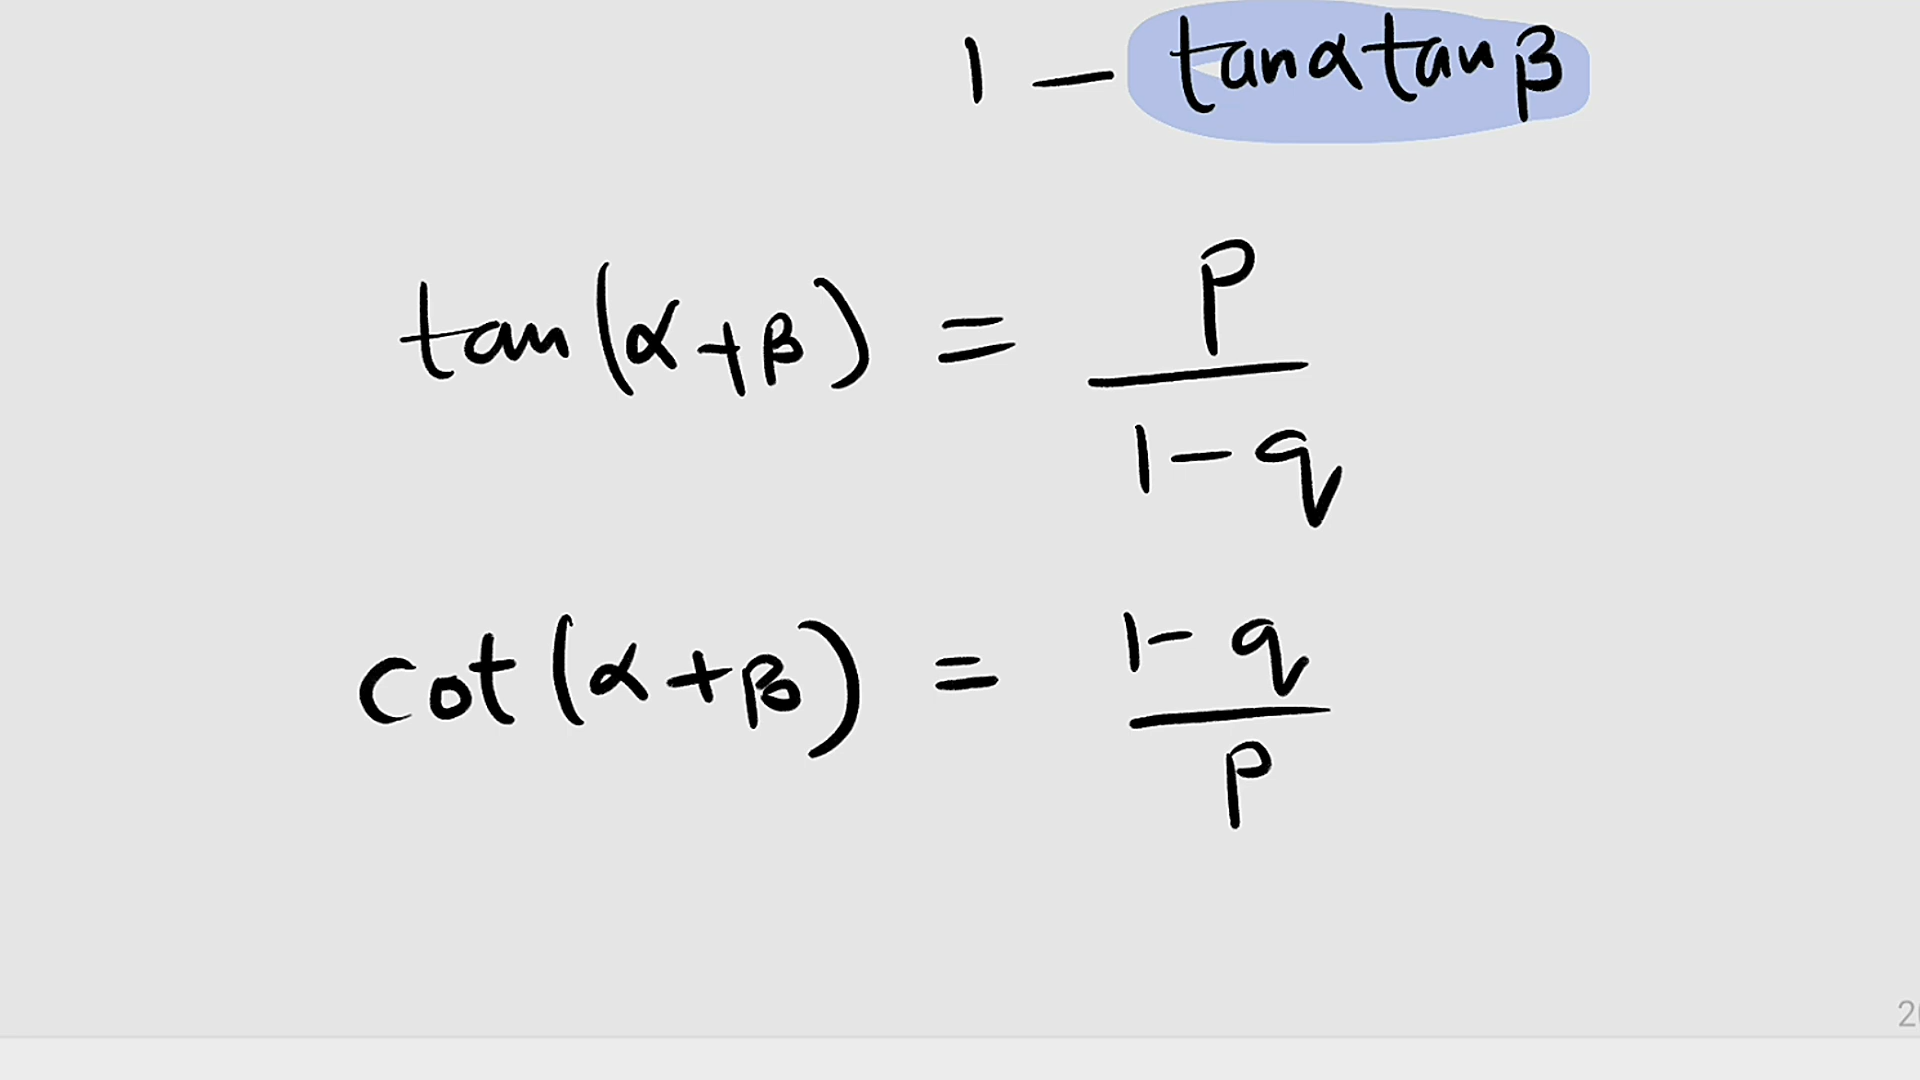 1 - tanα tanβ
tan(α+β) = p / 1-q
cot(α+β) = 1-q / p